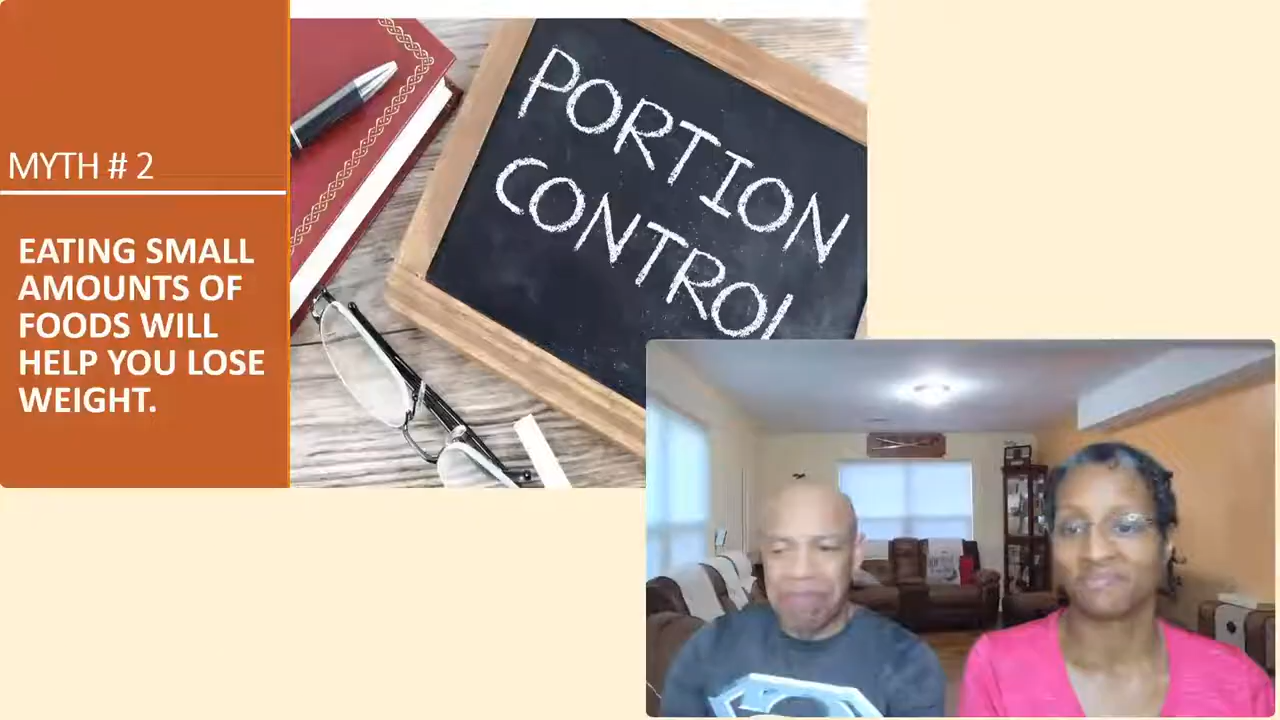 MYTH # 2
EATING SMALL
AMOUNTS OF
FOODS WILL
HELP YOU LOSE
WEIGHT.
PORTION
CONTROL